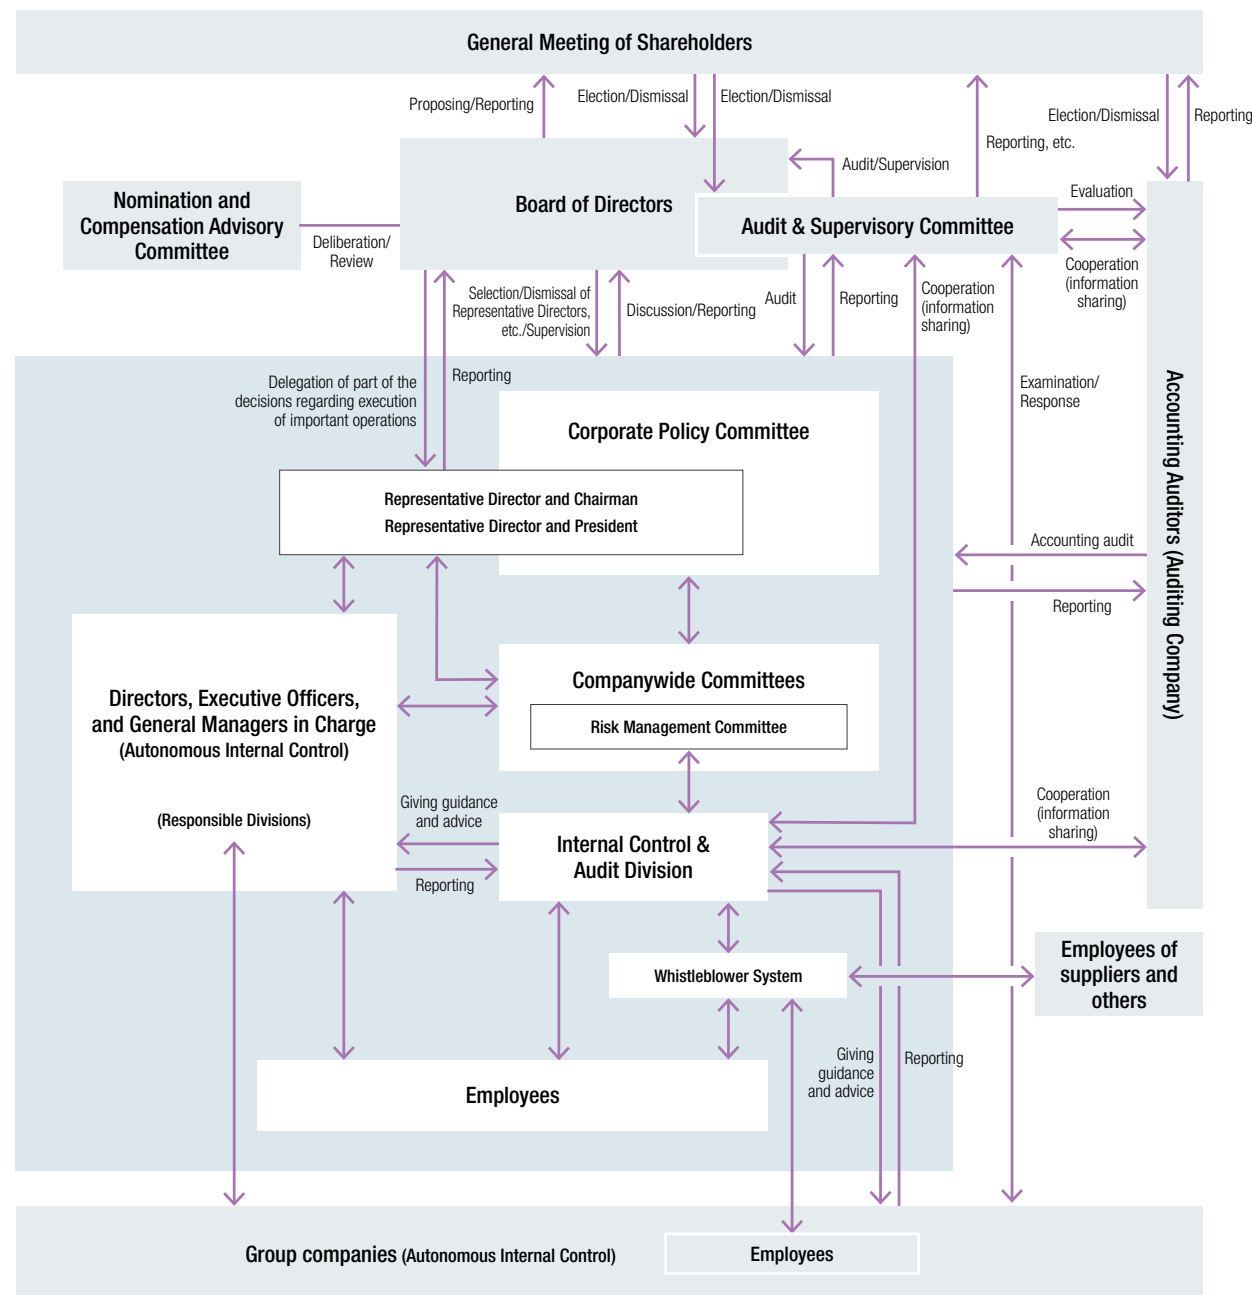 General Meeting of Shareholders
Proposing/Reporting
Election/Dismissal
Election/Dismissal
Reporting, etc.
Election/Dismissal
Reporting
Audit/Supervision
Nomination and
Compensation Advisory
Committee
Deliberation/
Review
Board of Directors
Audit & Supervisory Committee
Evaluation
Cooperation
(information
sharing)
Accounting Auditors (Auditing Company)
Selection/Dismissal of
Representative Directors,
etc./Supervision
Discussion/Reporting
Audit
Reporting
Cooperation
(information
sharing)
Delegation of part of the
decisions regarding execution
of important operations
Reporting
Examination/
Response
Corporate Policy Committee
Representative Director and Chairman
Representative Director and President
Accounting audit
Reporting
Directors, Executive Officers,
and General Managers in Charge
(Autonomous Internal Control)
(Responsible Divisions)
Companywide Committees
Risk Management Committee
Giving guidance
and advice
Reporting
Internal Control &
Audit Division
Cooperation
(information
sharing)
Whistleblower System
Employees of
suppliers and
others
Giving
guidance
and advice
Reporting
Employees
Group companies (Autonomous Internal Control)
Employees